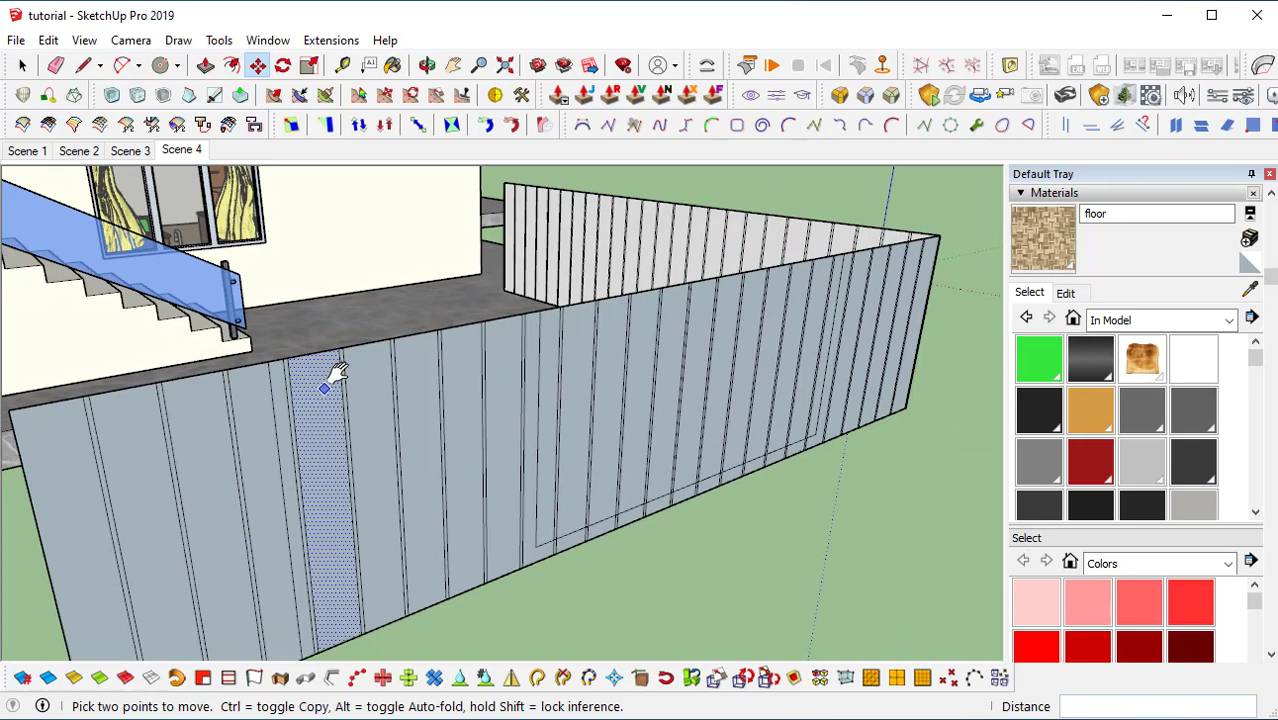 tutorial - SketchUp Pro 2019
File Edit View Camera Draw Tools Window Extensions Help
Scene 1 Scene 2 Scene 3 Scene 4
Default Tray
Materials
floor
Select Edit
In Model
Select
Colors
Pick two points to move. Ctrl = toggle Copy, Alt = toggle Auto-fold, hold Shift = lock inference.
Distance